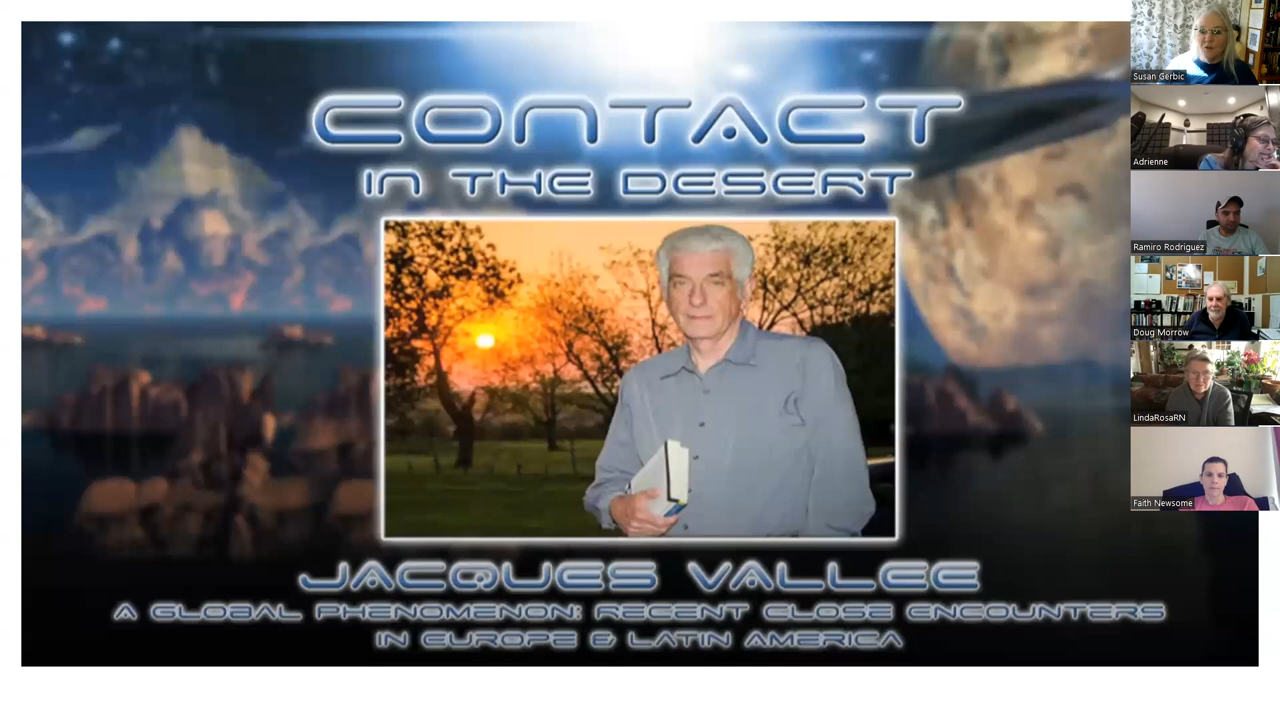 CONTACT
IN THE DESERT
JACQUES VALLEE
A GLOBAL PHENOMENON: RECENT CLOSE ENCOUNTERS
IN EUROPE & LATIN AMERICA
Susan Gerbic
Adrienne
Ramiro Rodriguez
Doug Morrow
LindaRosaRN
Faith Newsome